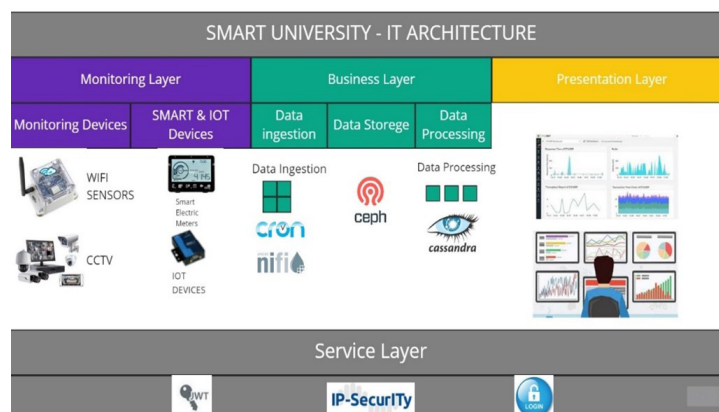 SMART UNIVERSITY - IT ARCHITECTURE
Monitoring Layer
Business Layer
Presentation Layer
Monitoring Devices
SMART & IOT
Devices
Data
ingestion
Data Storege
Data
Processing
WIFI
SENSORS
Smart
Electric
Meters
CCTV
IOT
DEVICES
Data Ingestion
cron
nifi
ceph
Data Processing
cassandra
Service Layer
JWT
IP-SecurITy
LOGIN